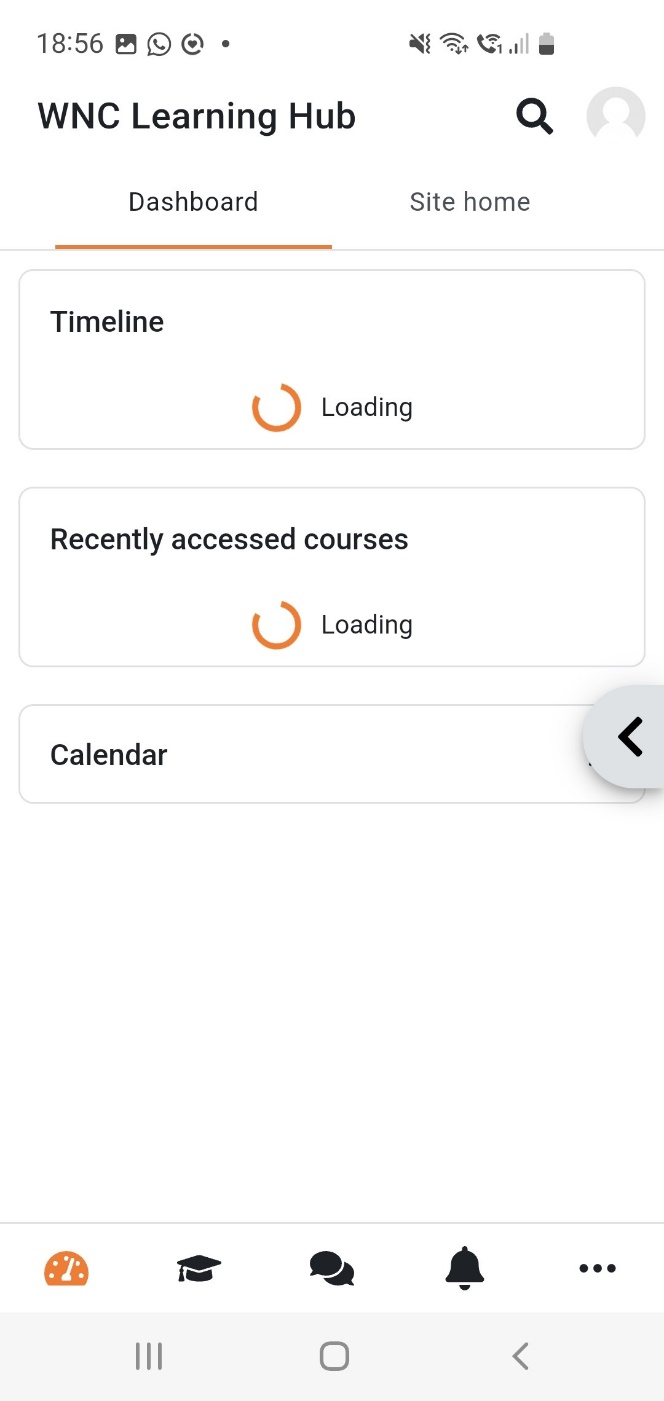 18:56
WNC Learning Hub
Dashboard
Site home
Timeline
Loading
Recently accessed courses
Loading
Calendar